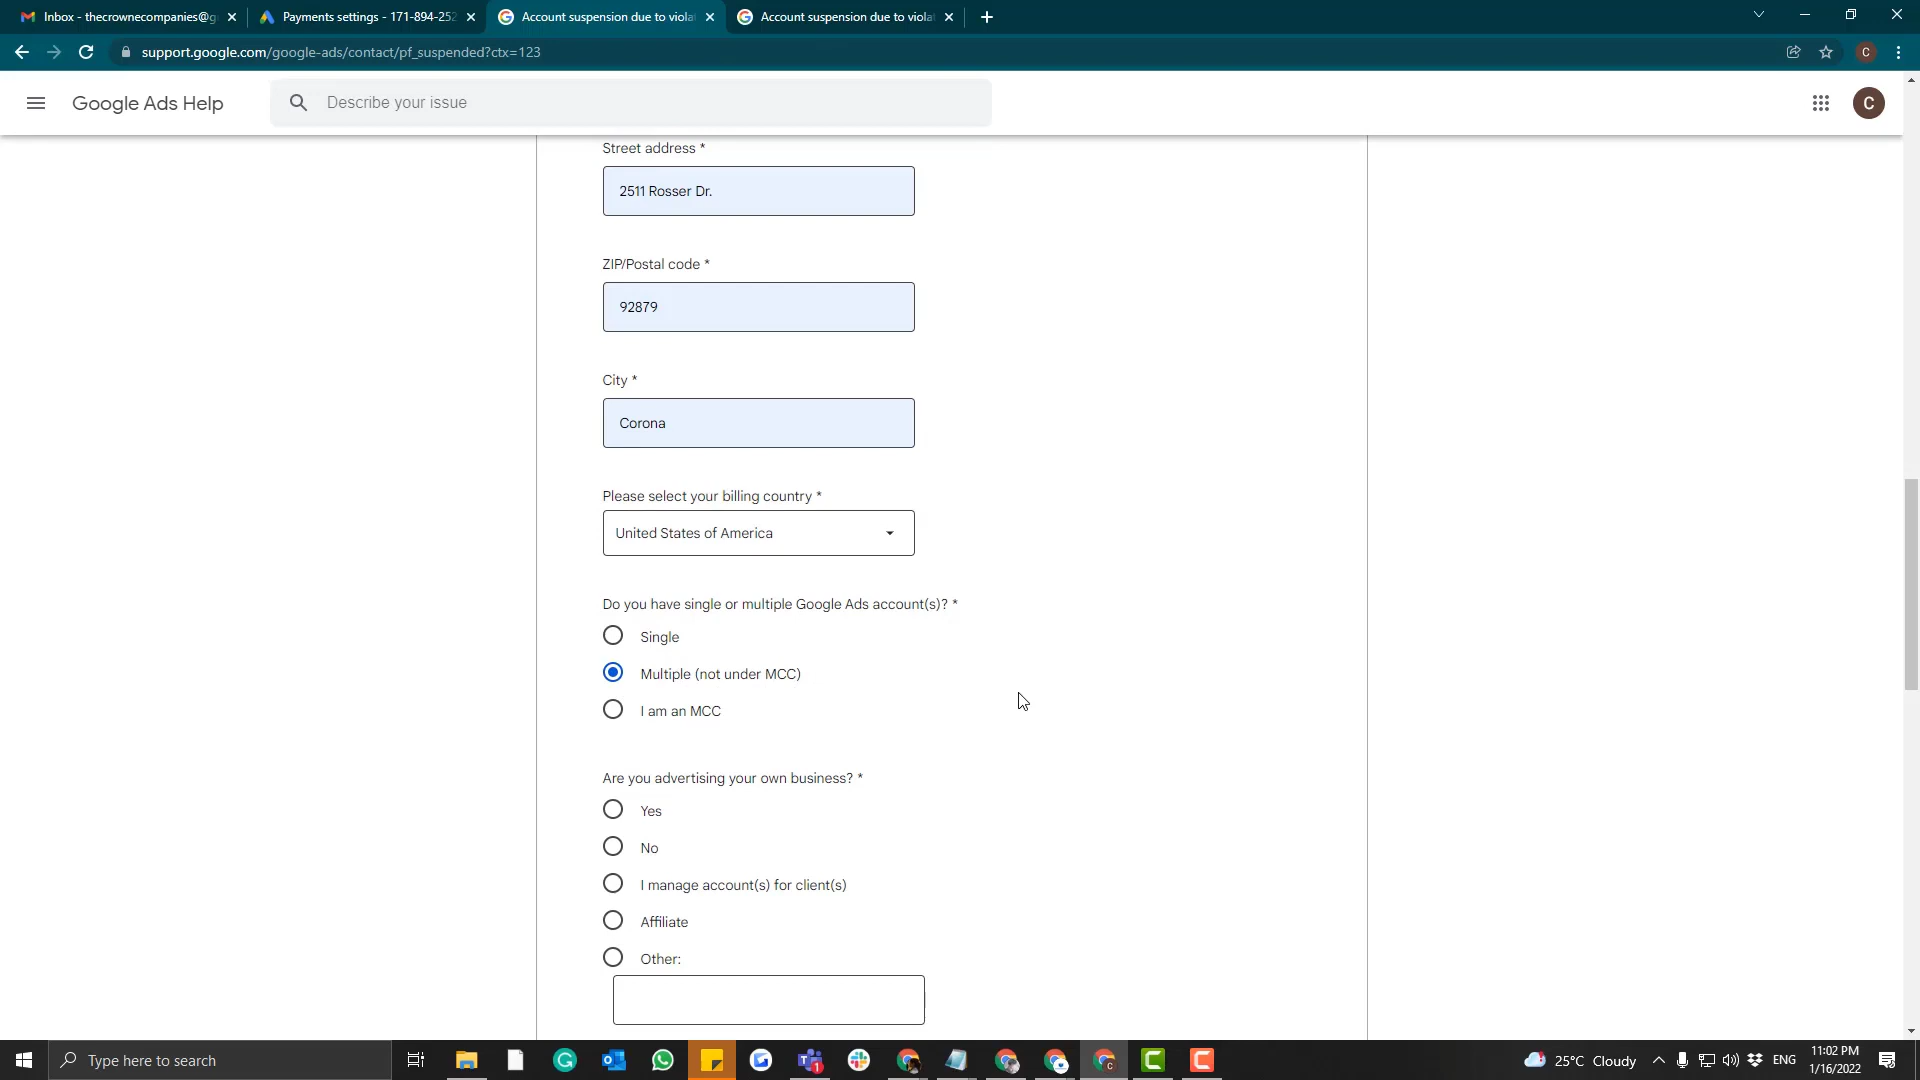 Inbox - thecrownecompanies@g
Payments settings - 171-894-252
Account suspension due to viola
Account suspension due to viola
support.google.com/google-ads/contact/pf_suspended?ctx=123
C
Google Ads Help
Describe your issue
C
Street address *
2511 Rosser Dr.
ZIP/Postal code *
92879
City *
Corona
Please select your billing country *
United States of America
Do you have single or multiple Google Ads account(s)? *
Single
Multiple (not under MCC)
I am an MCC
Are you advertising your own business? *
Yes
No
I manage account(s) for client(s)
Affiliate
Other:
Type here to search
25°C Cloudy
ENG
11:02 PM
1/16/2022